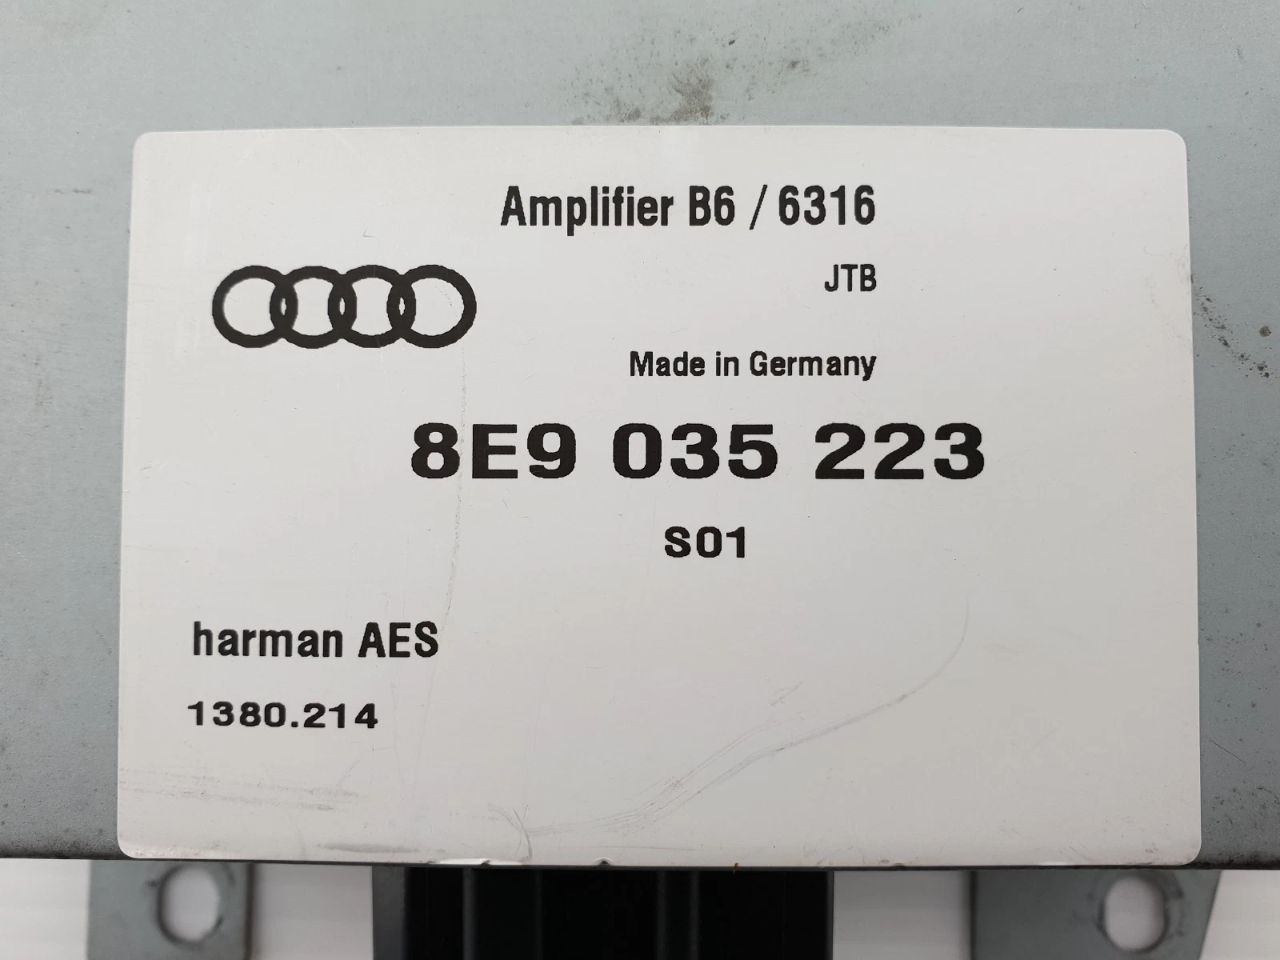 Amplifier B6 / 6316
JTB
Made in Germany
8E9 035 223
S01
harman AES
1380.214